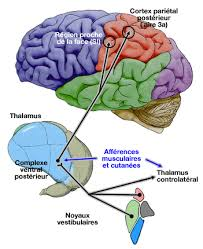 Cortex pariétal
postérieur
(aire 3a)
Région proche
de la face (SI)
Thalamus
Afférences
musculaires
et cutanées
Complexe
ventral
postérieur
Thalamus
controlatéral
Noyaux
vestibulaires